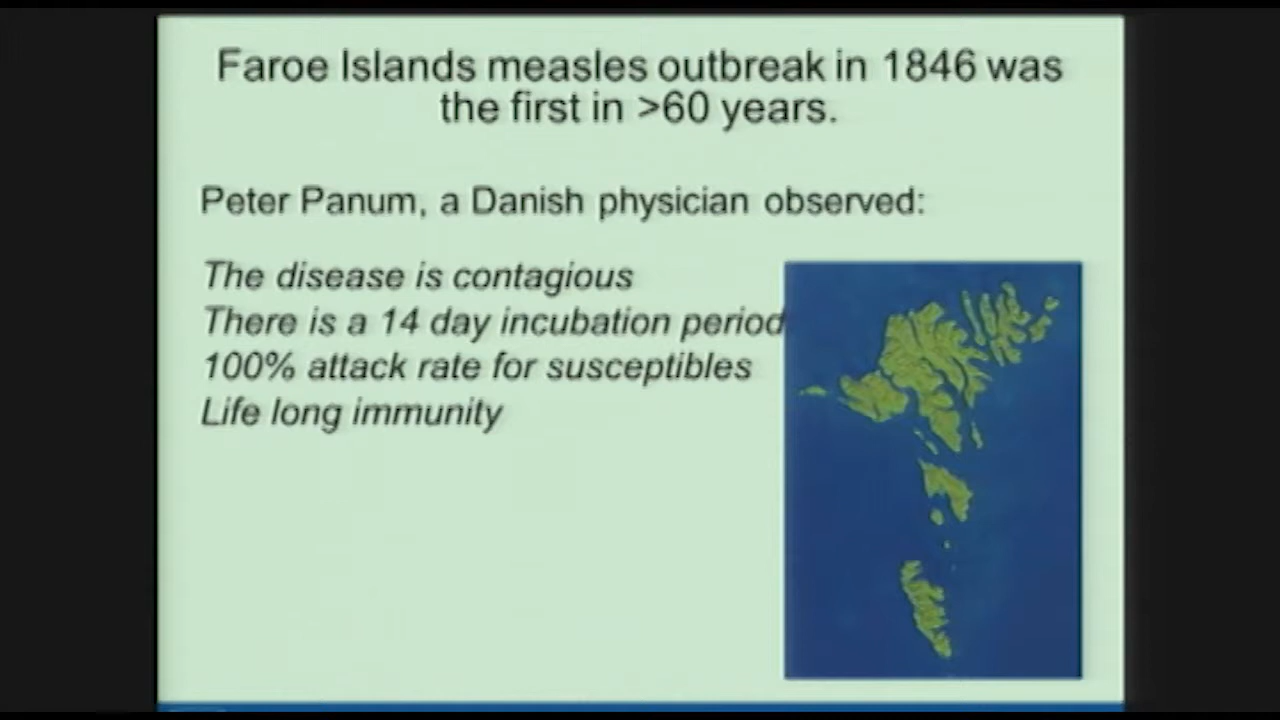 Faroe Islands measles outbreak in 1846 was
the first in >60 years.
Peter Panum, a Danish physician observed:
The disease is contagious
There is a 14 day incubation period
100% attack rate for susceptibles
Life long immunity